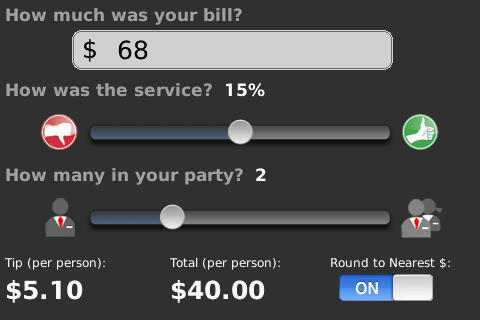 How much was your bill?
$ 68
How was the service? 15%
How many in your party? 2
Tip (per person): Total (per person): Round to Nearest $:
$5.10 $40.00 ON